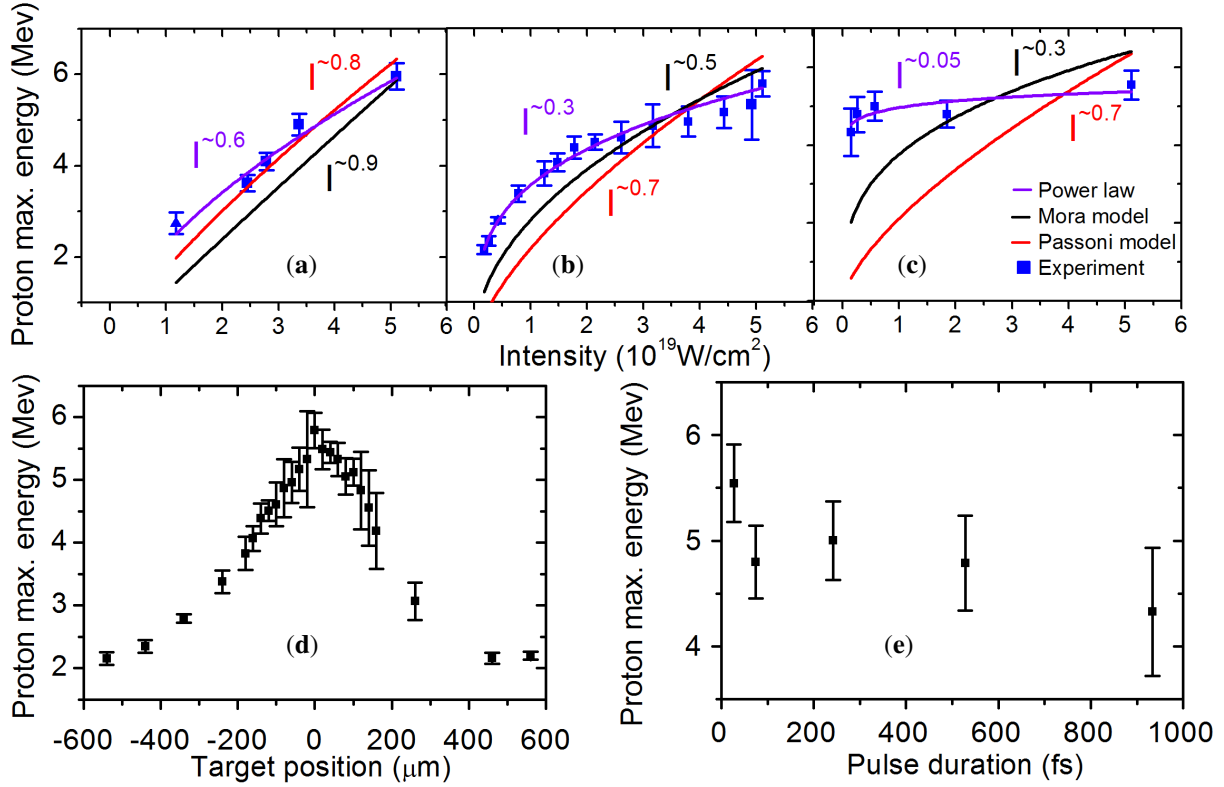 Proton max. energy (Mev)
6
4
2
0 1 2 3 4 5 6
I~0.8
I~0.6
I~0.9
(a)
0 1 2 3 4 5 6
I~0.5
I~0.3
I~0.7
(b)
0 1 2 3 4 5 6
I~0.3
I~0.05
I~0.7
Power law
Mora model
Passoni model
Experiment
(c)
Intensity (10¹⁹W/cm²)
Proton max. energy (Mev)
6
5
4
3
2
(d)
-600 -400 -200 0 200 400 600
Target position (μm)
Proton max. energy (Mev)
6
5
4
(e)
0 200 400 600 800 1000
Pulse duration (fs)